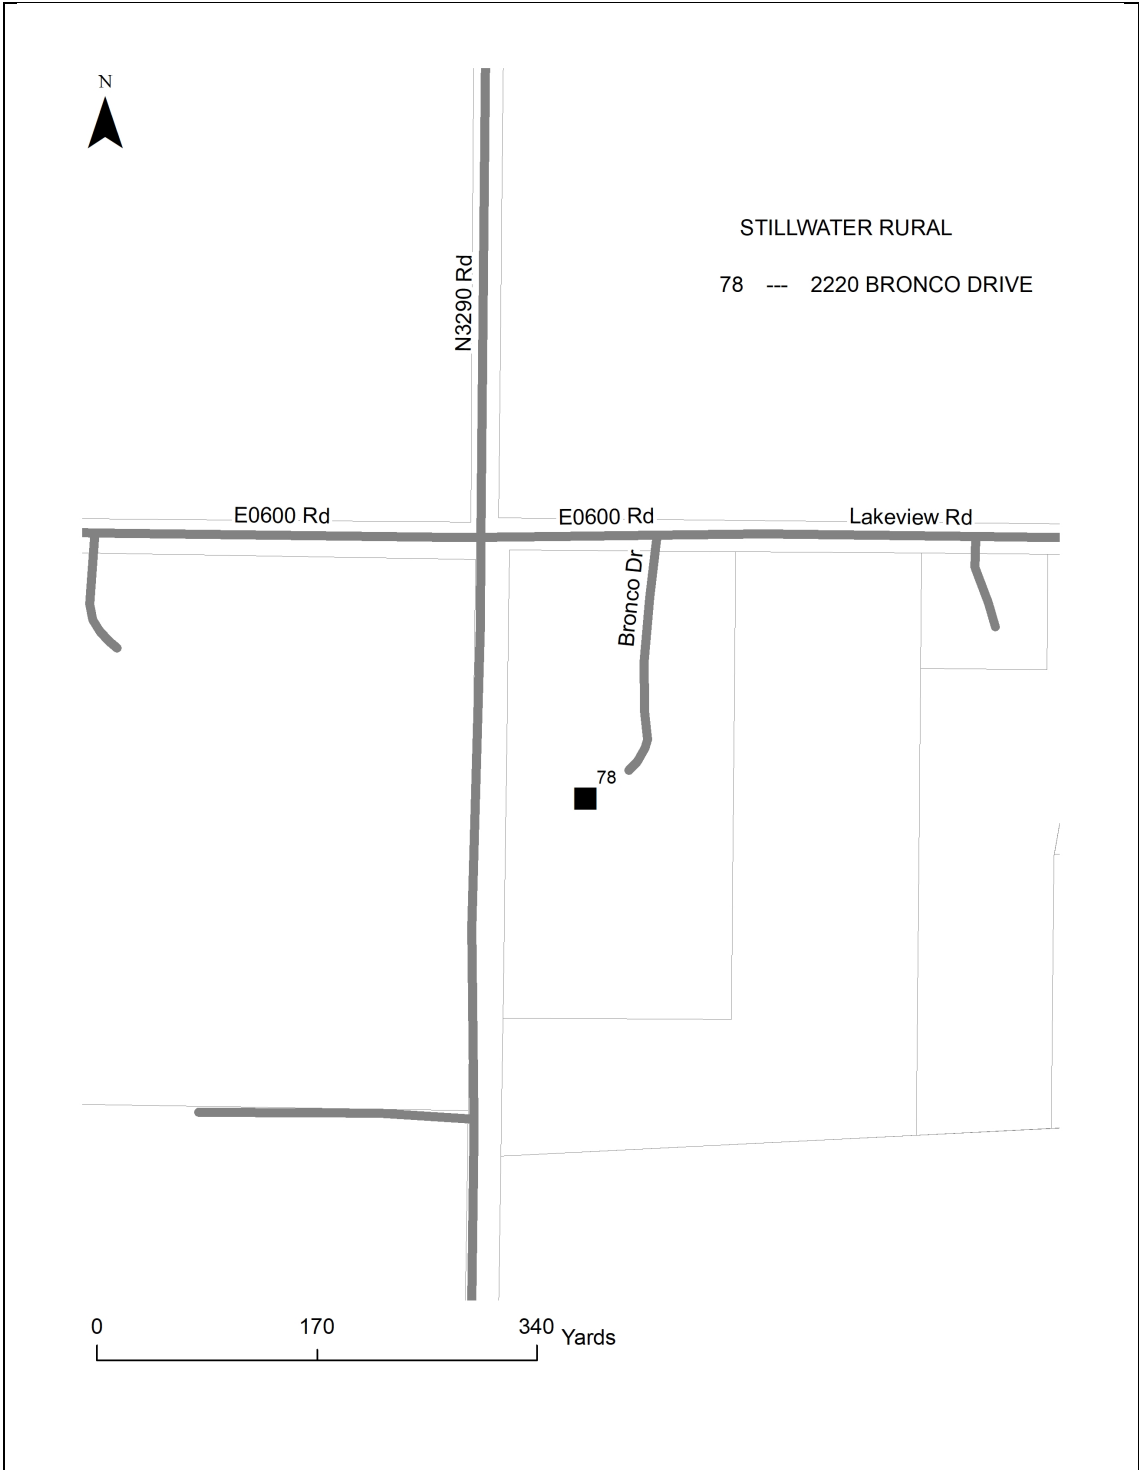 N
STILLWATER RURAL
78 --- 2220 BRONCO DRIVE
N3290 Rd
E0600 Rd
E0600 Rd
Lakeview Rd
Bronco Dr
78
0 170 340 Yards